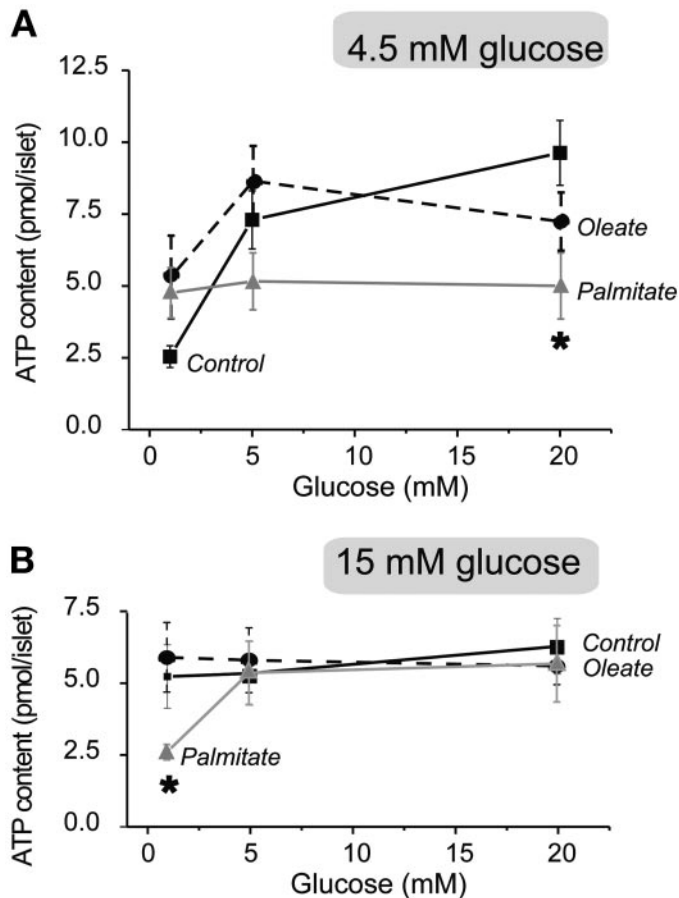 A
4.5 mM glucose
12.5
10.0
7.5
5.0
2.5
0.0
ATP content (pmol/islet)
Oleate
Palmitate
*
Control
0
5
10
15
20
Glucose (mM)
B
15 mM glucose
7.5
5.0
2.5
0.0
ATP content (pmol/islet)
Control
Oleate
Palmitate
*
0
5
10
15
20
Glucose (mM)